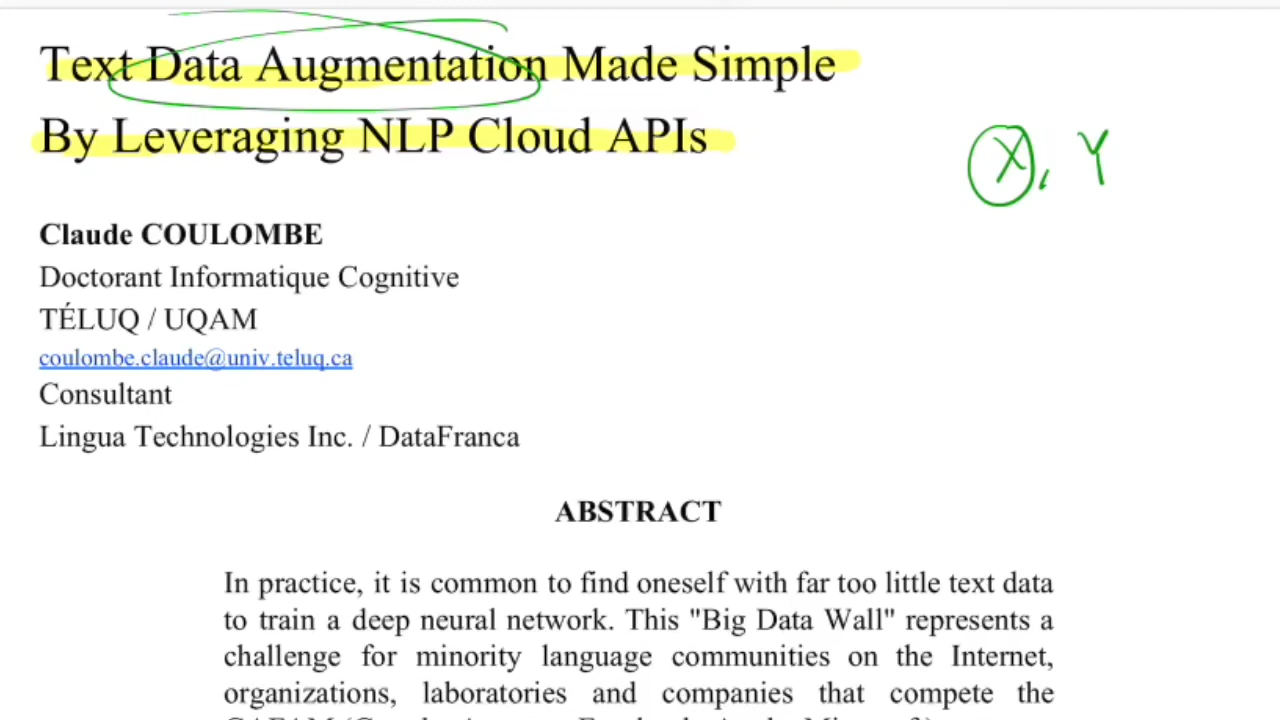 Text Data Augmentation Made Simple
By Leveraging NLP Cloud APIs
X, Y
Claude COULOMBE
Doctorant Informatique Cognitive
TÉLUQ / UQAM
coulombe.claude@univ.teluq.ca
Consultant
Lingua Technologies Inc. / DataFranca
ABSTRACT
In practice, it is common to find oneself with far too little text data
to train a deep neural network. This "Big Data Wall" represents a
challenge for minority language communities on the Internet,
organizations, laboratories and companies that compete the